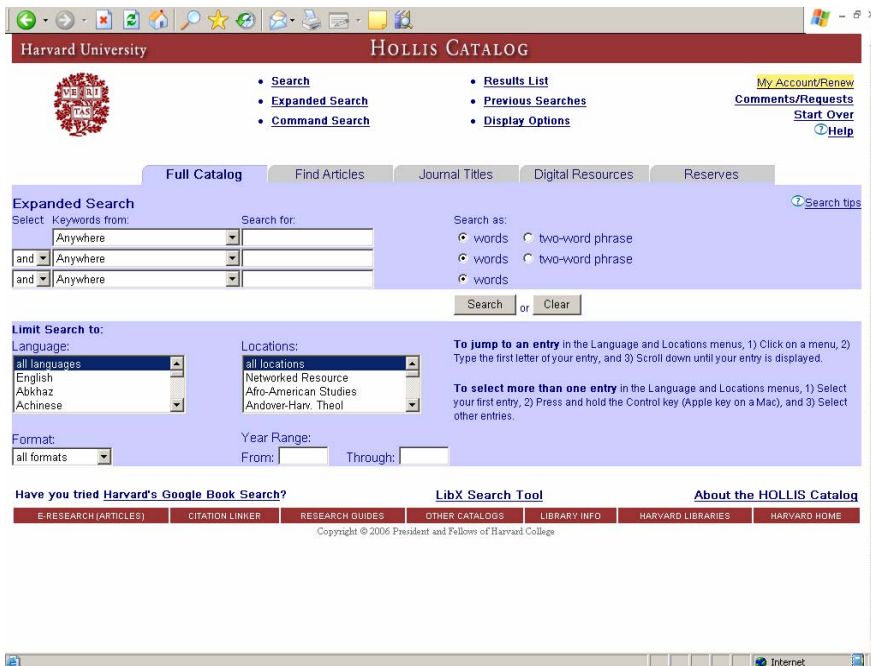 Harvard University
HOLLIS CATALOG
VE RI
TAS
• Search
• Expanded Search
• Command Search
• Results List
• Previous Searches
• Display Options
My Account/Renew
Comments/Requests
Start Over
?Help
Full Catalog Find Articles Journal Titles Digital Resources Reserves
Expanded Search
?Search tips
Select Keywords from: Search for: Search as:
Anywhere words two-word phrase
and Anywhere words two-word phrase
and Anywhere words
Search or Clear
Limit Search to:
Language:
all languages
English
Abkhaz
Achinese
Locations:
all locations
Networked Resource
Afro-American Studies
Andover-Harv. Theol
To jump to an entry in the Language and Locations menus, 1) Click on a menu, 2)
Type the first letter of your entry, and 3) Scroll down until your entry is displayed.
To select more than one entry in the Language and Locations menus, 1) Select
your first entry, 2) Press and hold the Control key (Apple key on a Mac), and 3) Select
other entries.
Format:
all formats
Year Range:
From: Through:
Have you tried Harvard's Google Book Search? LibX Search Tool About the HOLLIS Catalog
E-RESEARCH (ARTICLES) CITATION LINKER RESEARCH GUIDES OTHER CATALOGS LIBRARY INFO HARVARD LIBRARIES HARVARD HOME
Copyright © 2006 President and Fellows of Harvard College
Internet